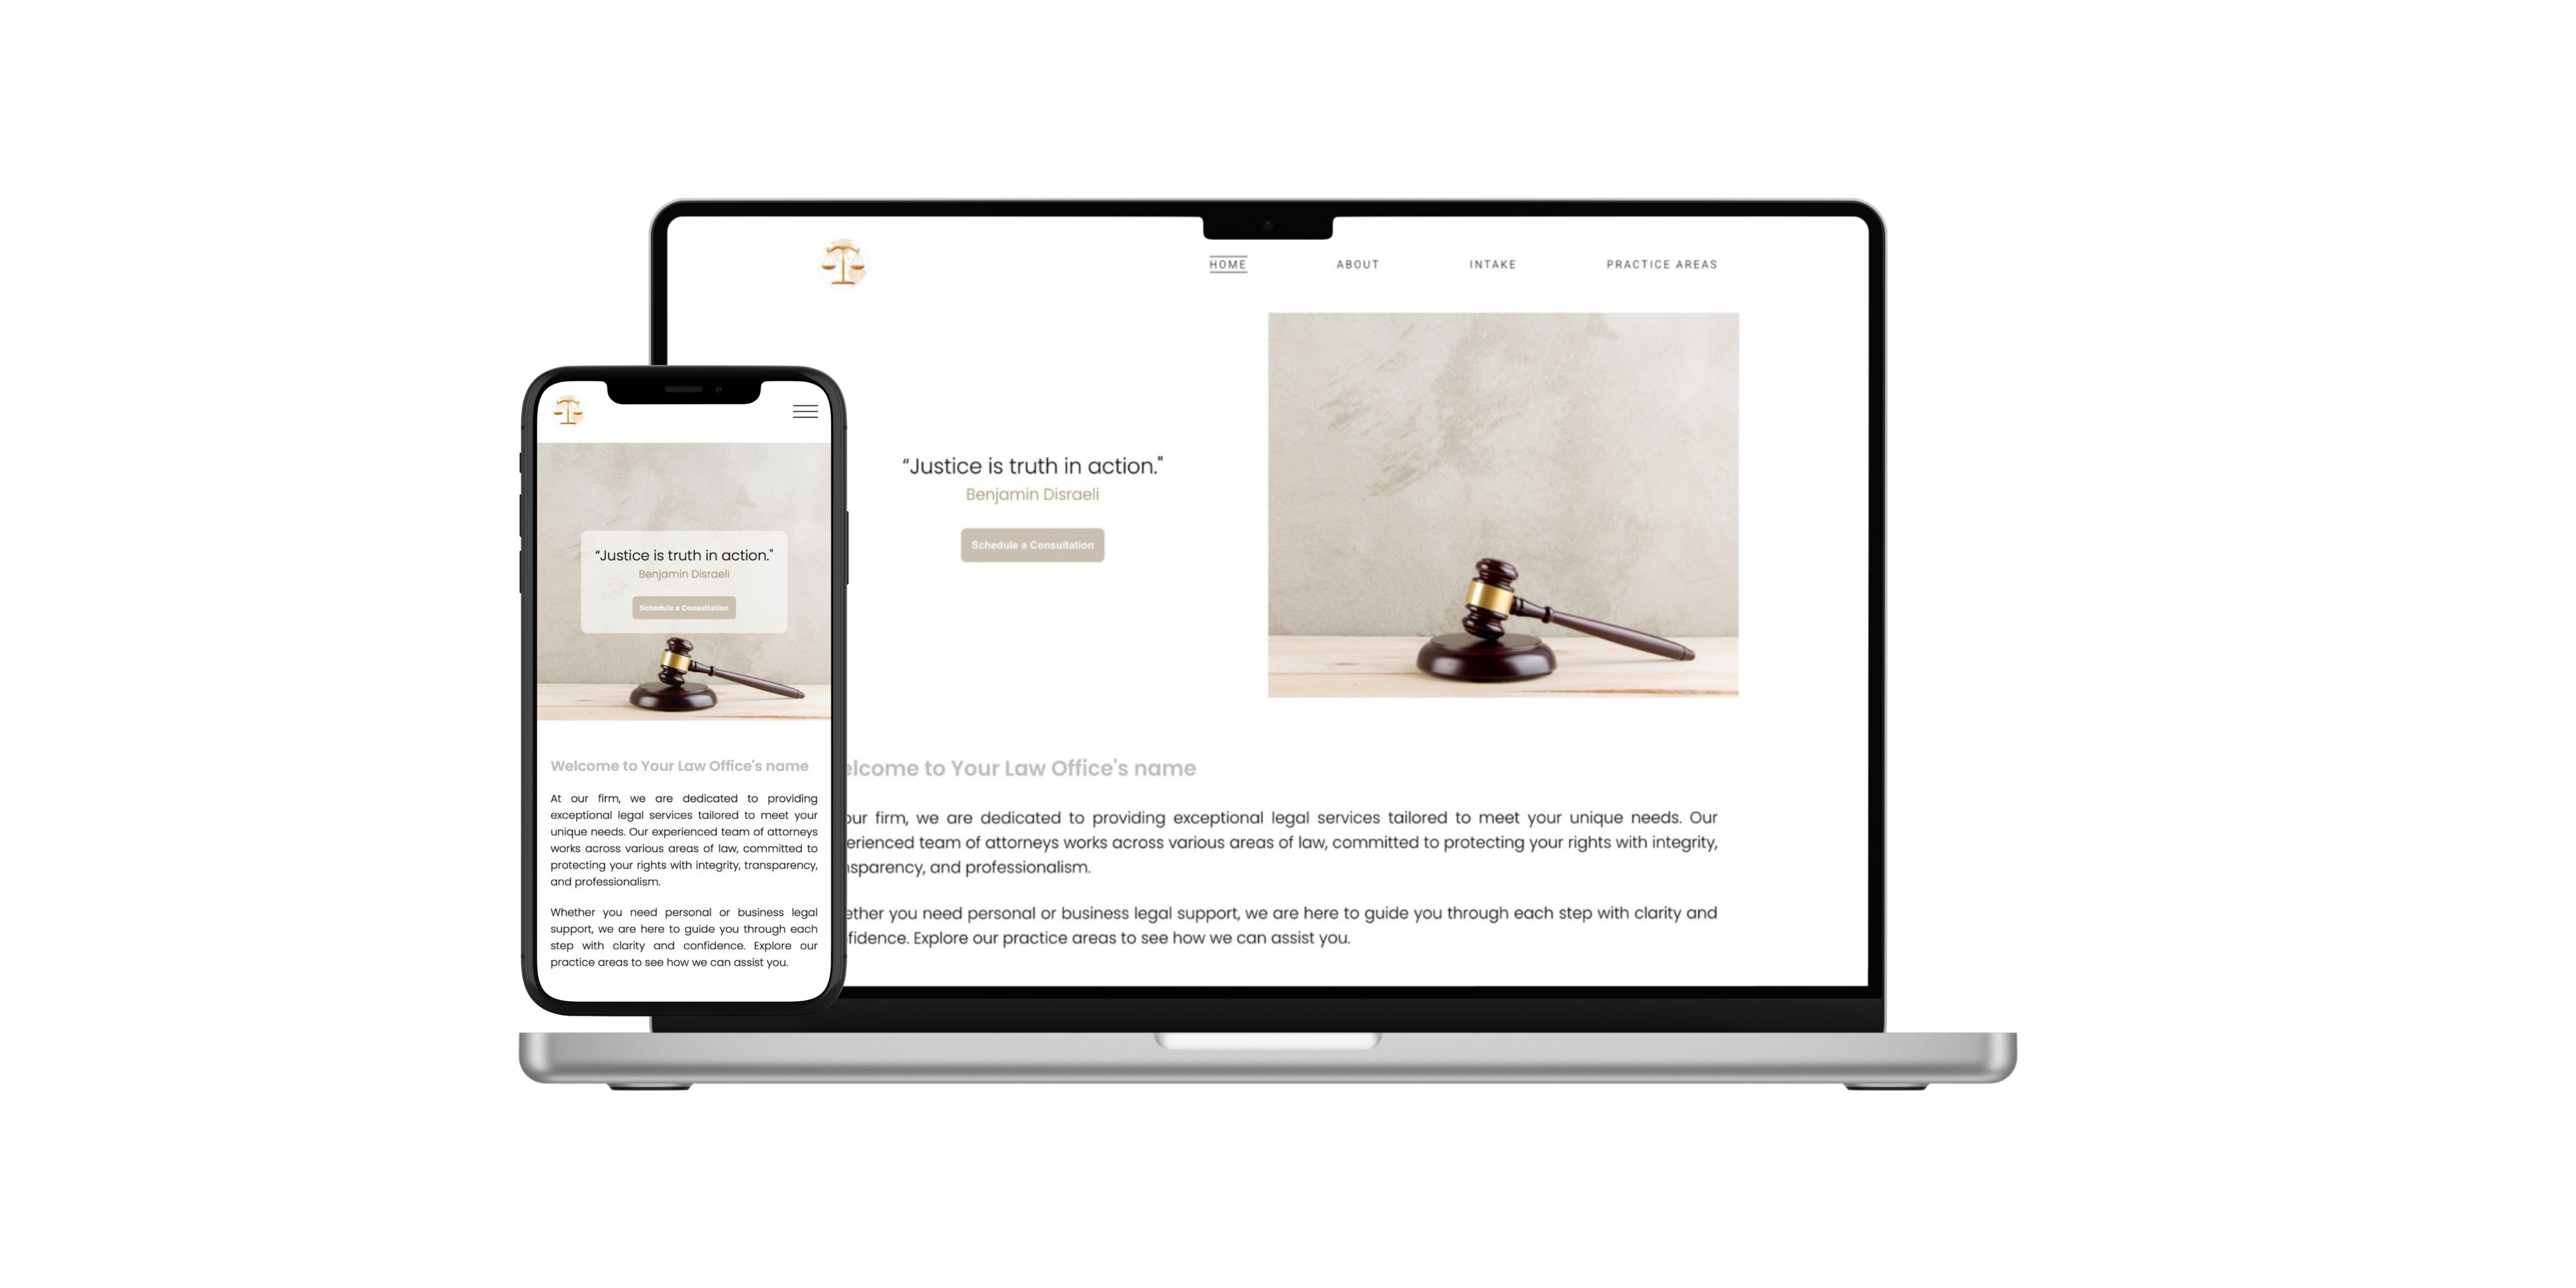 HOME ABOUT INTAKE PRACTICE AREAS
“Justice is truth in action."
Benjamin Disraeli
Schedule a Consultation
elcome to Your Law Office's name
our firm, we are dedicated to providing exceptional legal services tailored to meet your unique needs. Our
erienced team of attorneys works across various areas of law, committed to protecting your rights with integrity,
nsparency, and professionalism.
ether you need personal or business legal support, we are here to guide you through each step with clarity and
fidence. Explore our practice areas to see how we can assist you.
“Justice is truth in action."
Benjamin Disraeli
Schedule a Consultation
Welcome to Your Law Office's name
At our firm, we are dedicated to providing
exceptional legal services tailored to meet your
unique needs. Our experienced team of attorneys
works across various areas of law, committed to
protecting your rights with integrity, transparency,
and professionalism.
Whether you need personal or business legal
support, we are here to guide you through each
step with clarity and confidence. Explore our
practice areas to see how we can assist you.